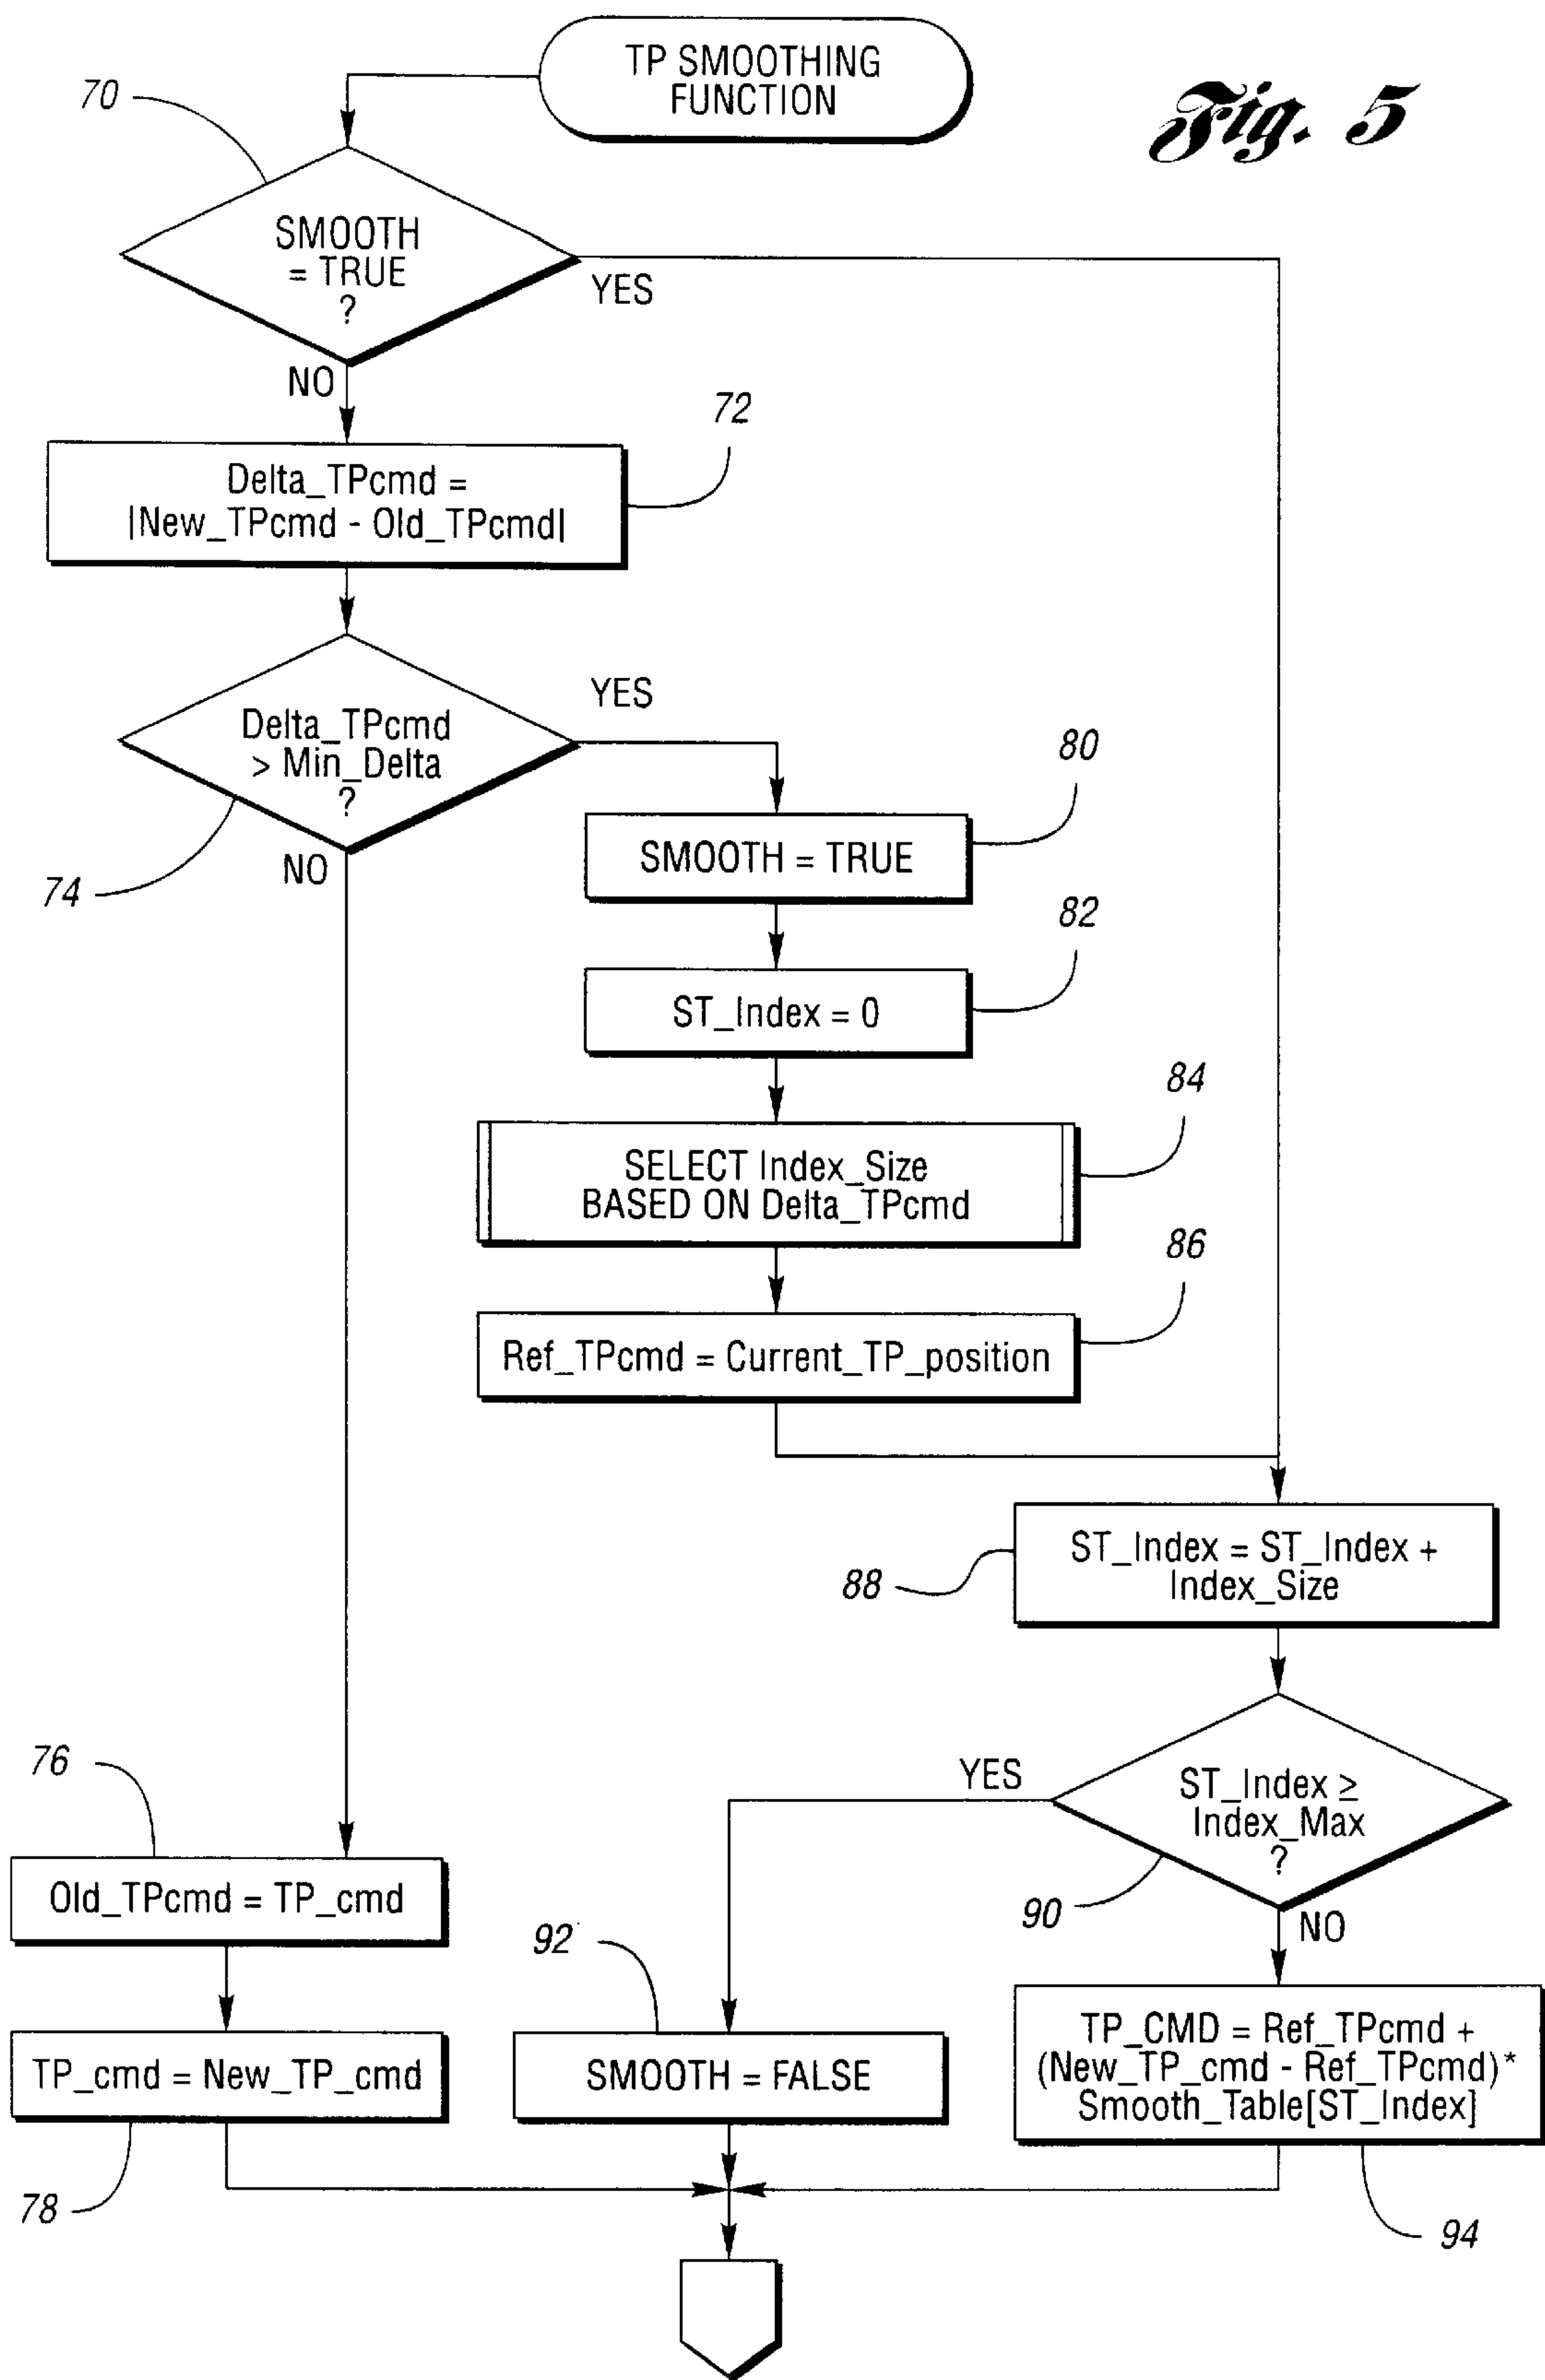 TP SMOOTHING
FUNCTION
Fig. 5
70
SMOOTH
= TRUE
?
YES
NO
72
Delta_TPcmd =
|New_TPcmd - Old_TPcmd|
YES
Delta_TPcmd
> Min_Delta
?
74
NO
80
SMOOTH = TRUE
82
ST_Index = 0
84
SELECT Index_Size
BASED ON Delta_TPcmd
86
Ref_TPcmd = Current_TP_position
88
ST_Index = ST_Index +
Index_Size
76
YES
ST_Index ≥
Index_Max
?
90
NO
Old_TPcmd = TP_cmd
92
TP_cmd = New_TP_cmd
78
SMOOTH = FALSE
TP_CMD = Ref_TPcmd +
(New_TP_cmd - Ref_TPcmd)*
Smooth_Table[ST_Index]
94